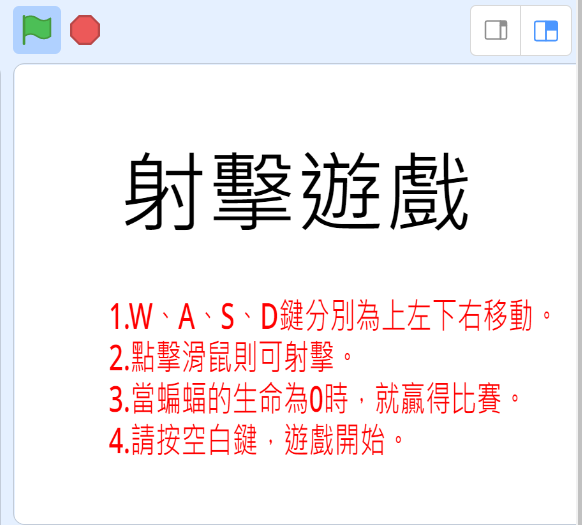 射擊遊戲
1.W、A、S、D鍵分別為上左下右移動。
2.點擊滑鼠則可射擊。
3.當蝙蝠的生命為0時，就贏得比賽。
4.請按空白鍵，遊戲開始。